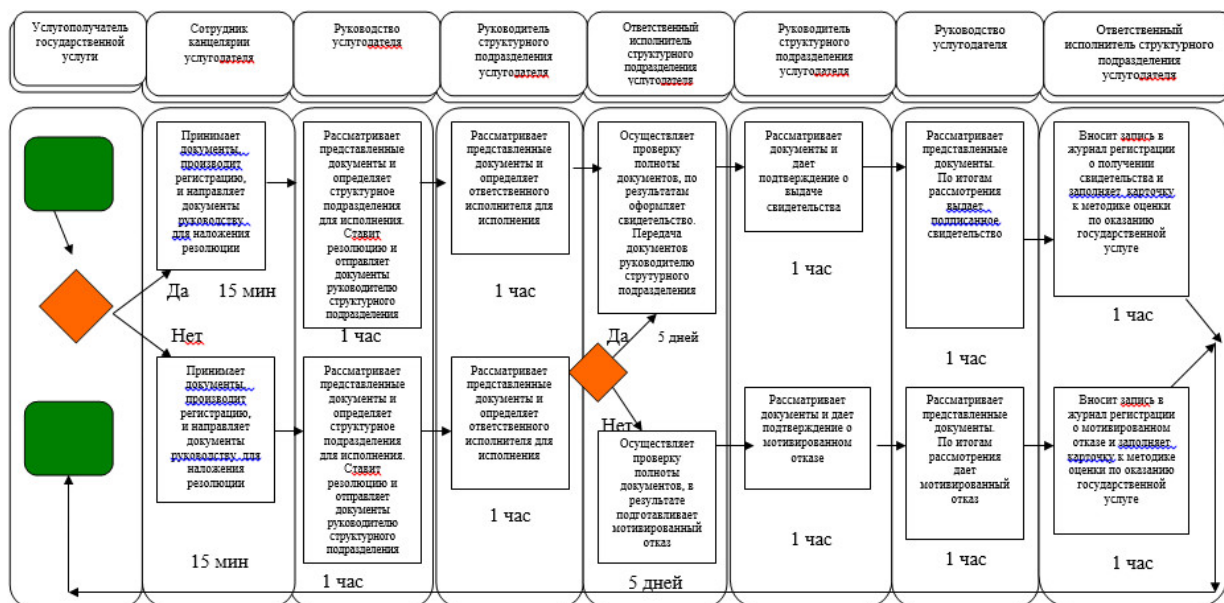 Услугополучатель
государственной
услуги
Сотрудник
канцелярии
услугодателя
Руководство
услугодателя
Руководитель
структурного
подразделения
услугодателя
Ответственный
исполнитель
структурного
подразделения
услугодателя
Руководитель
структурного
подразделения
услугодателя
Руководство
услугодателя
Ответственный
исполнитель структурного
подразделения
услугодателя
Принимает
документы,
производит
регистрацию,
и направляет
документы
руководству
для наложения
резолюции
Да
15 мин
Рассматривает
представленные
документы и
определяет
структурное
подразделения
для исполнения.
Ставит
резолюцию и
отправляет
документы
руководителю
структурного
подразделения
1 час
Рассматривает
представленные
документы и
определяет
ответственного
исполнителя для
исполнения
1 час
Осуществляет
проверку
полноты
документов, по
результатам
оформляет
свидетельство.
Передача
документов
руководителю
струтурного
подразделения
Да
5 дней
Рассматривает
документы и
дает
подтверждение о
выдаче
свидетельства
1 час
Рассматривает
представленные
документы.
По итогам
рассмотрения
выдает
подписанное
свидетельство
1 час
Вносит запись в
журнал регистрации
о получении
свидетельства и
заполняет карточку
к методике оценки
по оказанию
государственной
услуге
1 час
Нет
Принимает
документы,
производит
регистрацию,
и направляет
документы
руководству для
наложения
резолюции
15 мин
Рассматривает
представленные
документы и
определяет
структурное
подразделения
для исполнения.
Ставит
резолюцию и
отправляет
документы
руководителю
структурного
подразделения
1 час
Рассматривает
представленные
документы и
определяет
ответственного
исполнителя для
исполнения
1 час
Нет
Осуществляет
проверку
полноты
документов, в
результате
подготавливает
мотивированный
отказ
5 дней
Рассматривает
документы и дает
подтверждение о
мотивированном
отказе
1 час
Рассматривает
представленные
документы.
По итогам
рассмотрения
дает
мотивированный
отказ
1 час
Вносит запись в
журнал регистрации
о мотивированном
отказе и заполняет
карточку к методике
оценки по оказанию
государственной
услуге
1 час